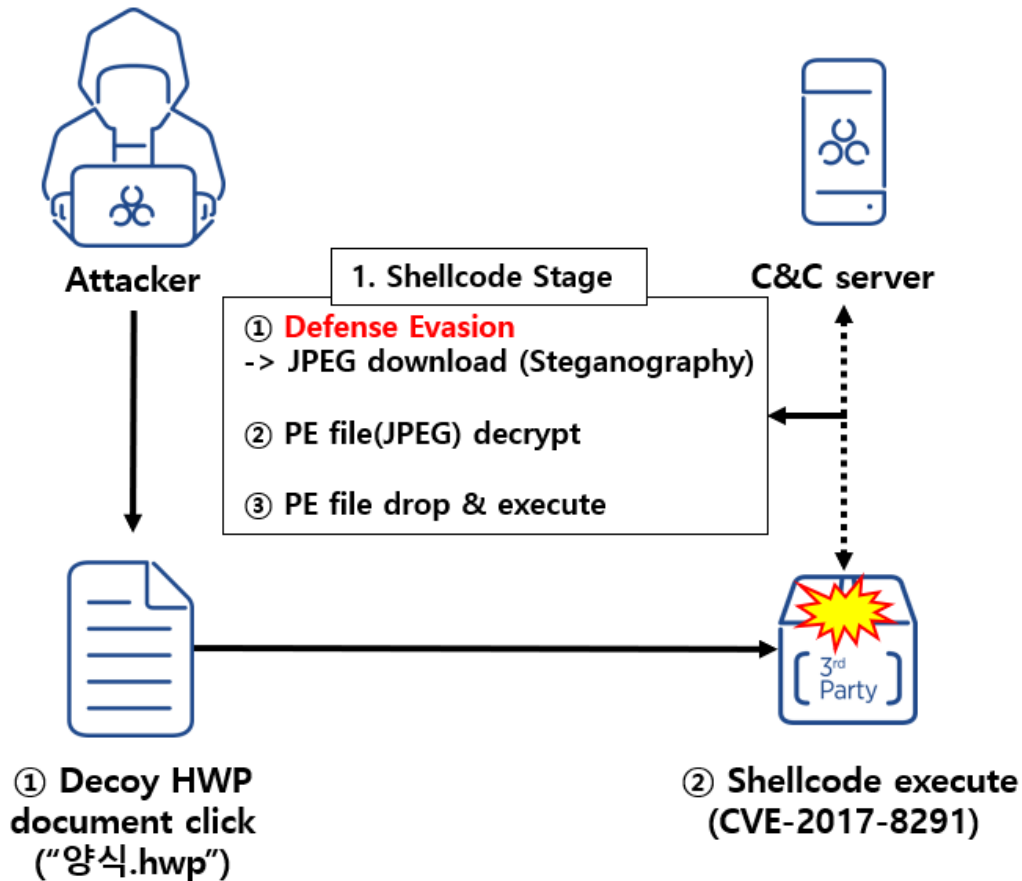 Attacker
C&C server
1. Shellcode Stage
① Defense Evasion
-> JPEG download (Steganography)
② PE file(JPEG) decrypt
③ PE file drop & execute
3rd
Party
① Decoy HWP
document click
(“양식.hwp”)
② Shellcode execute
(CVE-2017-8291)